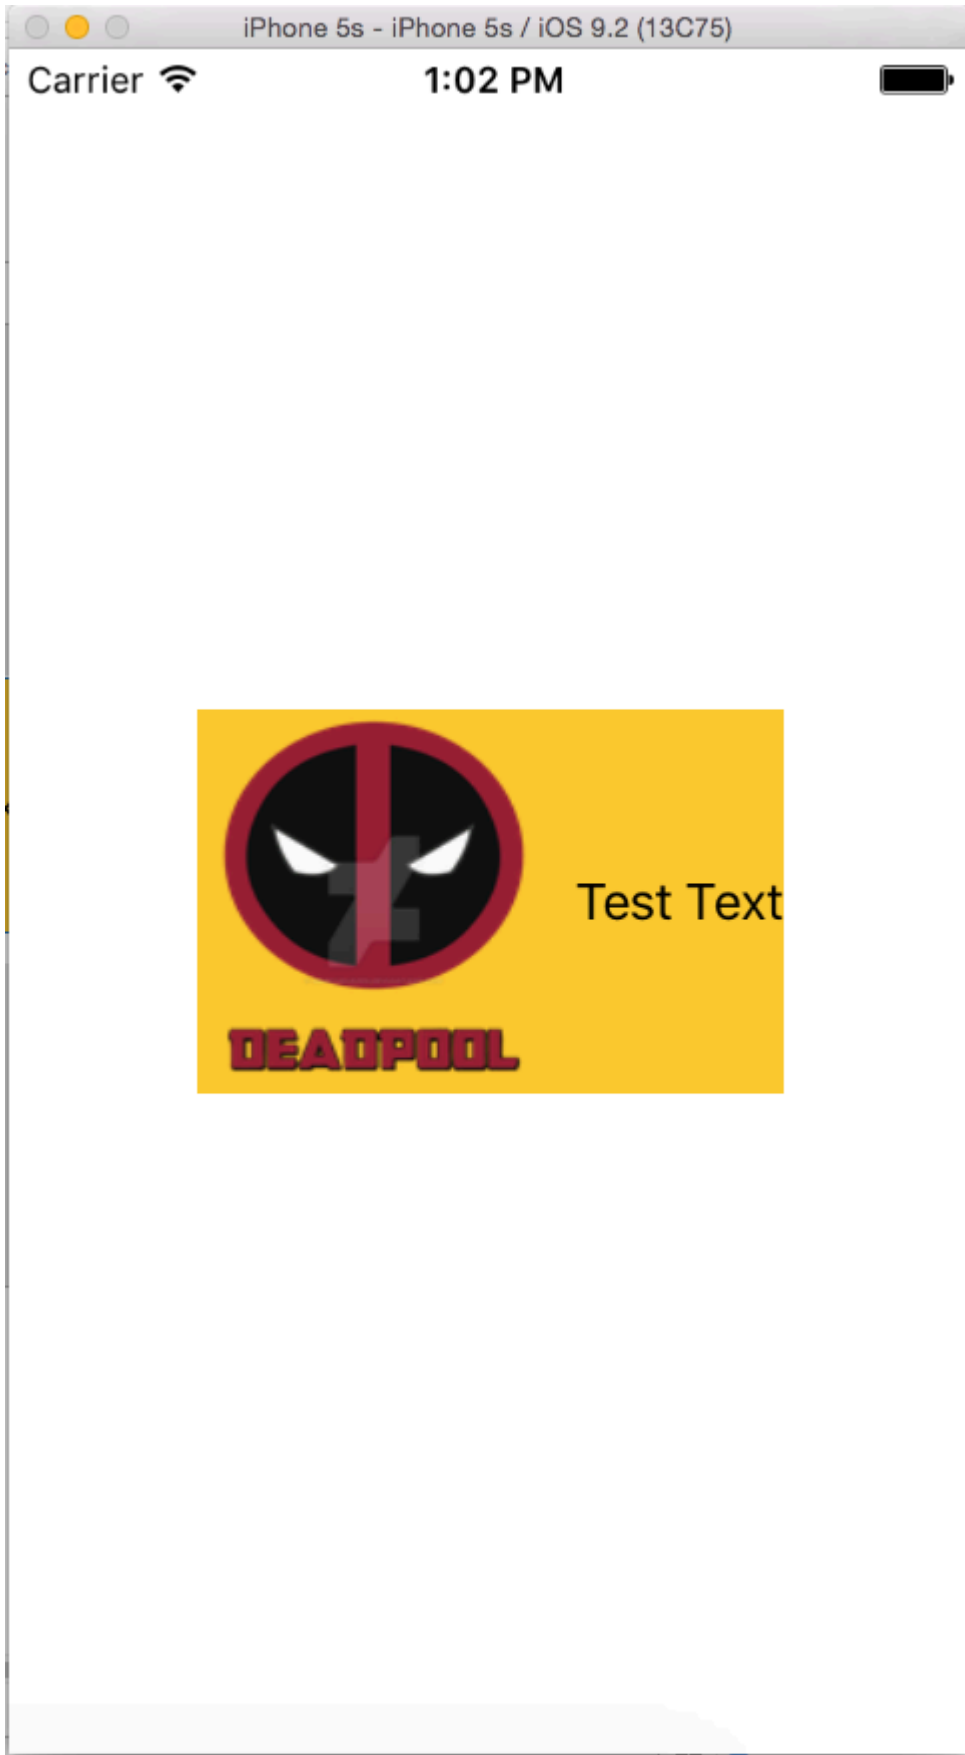 iPhone 5s - iPhone 5s / iOS 9.2 (13C75)
Carrier 1:02 PM
Test Text
DEADPOOL